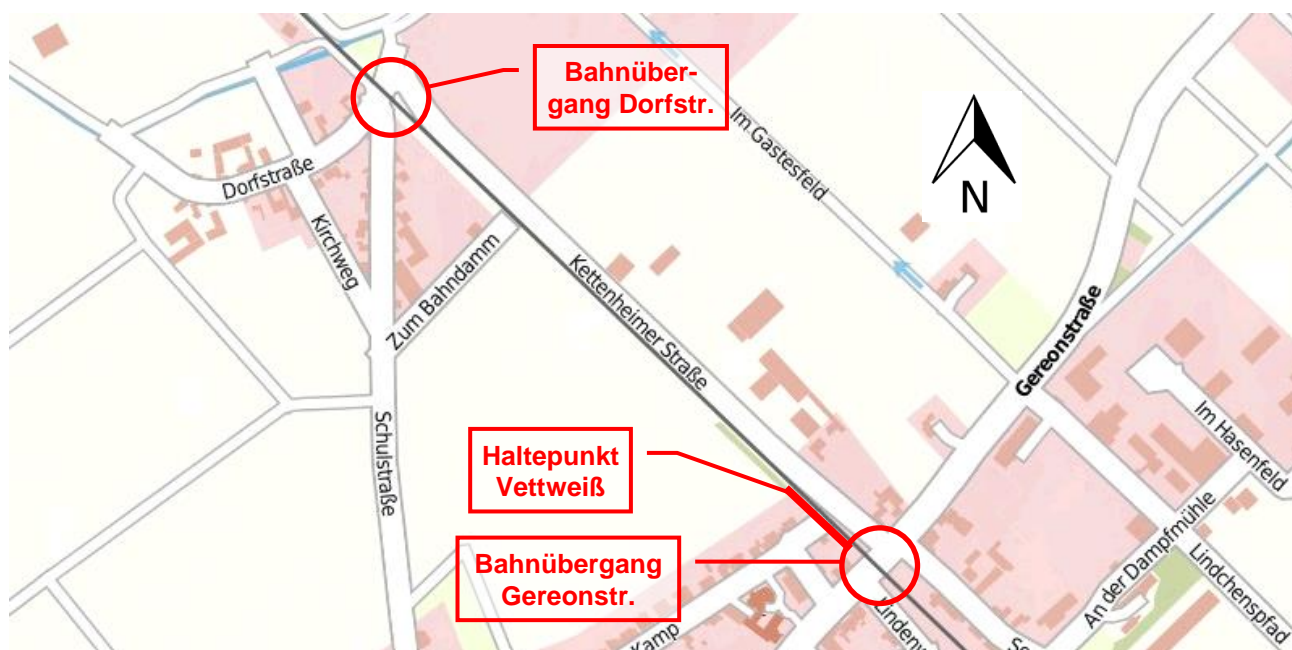 Bahnüber-
gang Dorfstr.
Im Gastesfeld
N
Dorfstraße
Kirchweg
Zum Bahndamm
Kettenheimer Straße
Gereonstraße
Schulstraße
Im Hasenfeld
Haltepunkt
Vettweiß
An der Dampfmühle
Lindchenspfad
Bahnübergang
Gereonstr.
Kamp